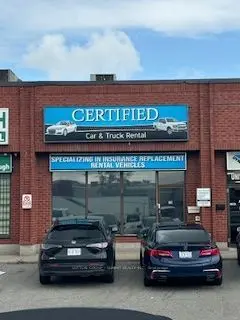 CERTIFIED
Car & Truck Rental
SPECIALIZING IN INSURANCE REPLACEMENT
RENTAL VEHICLES